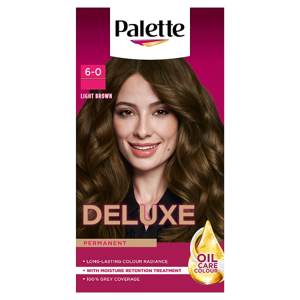 Palette
6-0
LIGHT BROWN
DELUXE
PERMANENT
• LONG-LASTING COLOUR RADIANCE
• WITH MOISTURE RETENTION TREATMENT
• 100% GREY COVERAGE
OIL
CARE
COLOUR